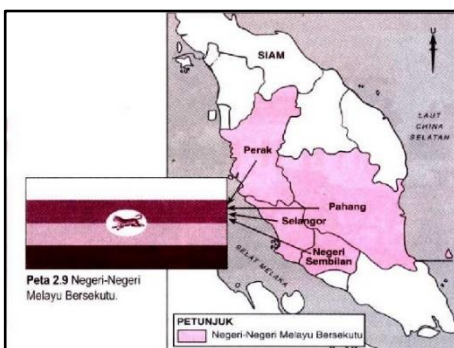 SIAM
U
LAUT
CHINA
SELATAN
Perak
Pahang
Selangor
Negeri
Sembilan
SELAT MELAKA
Peta 2.9 Negeri-Negeri
Melayu Bersekutu.
PETUNJUK
Negeri-Negeri Melayu Bersekutu